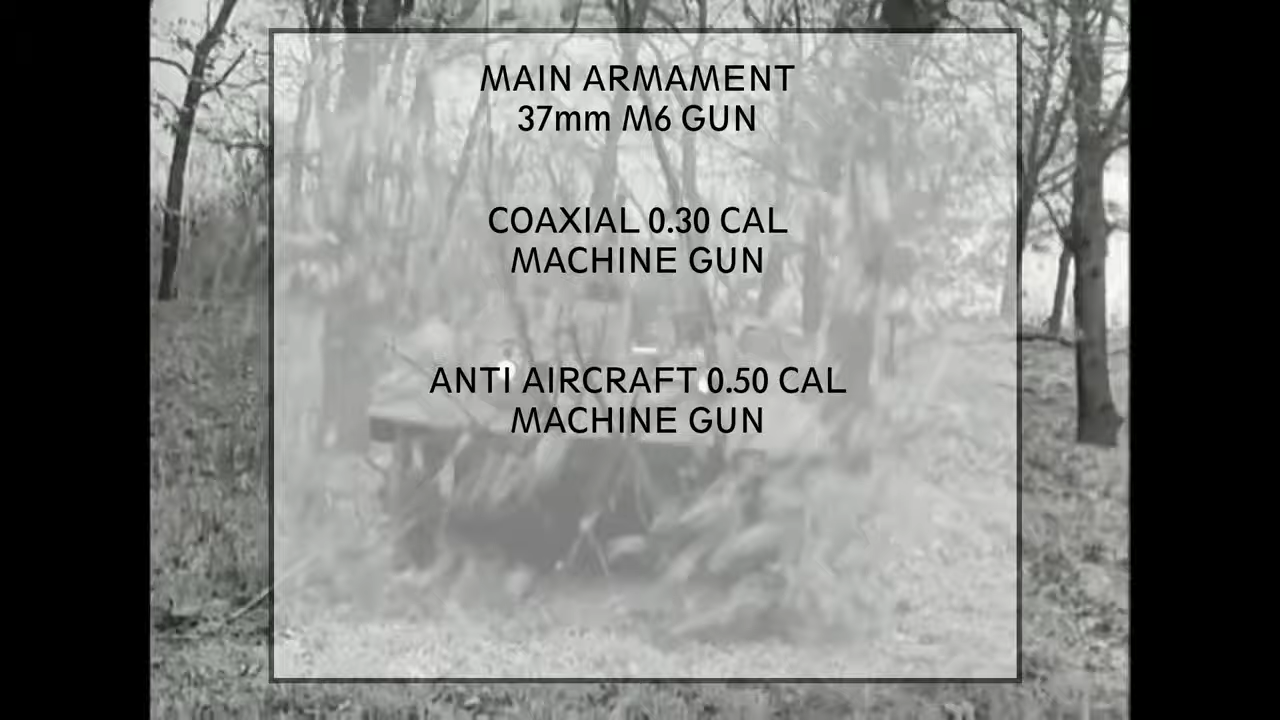 MAIN ARMAMENT
37mm M6 GUN
COAXIAL 0.30 CAL
MACHINE GUN
ANTI AIRCRAFT 0.50 CAL
MACHINE GUN